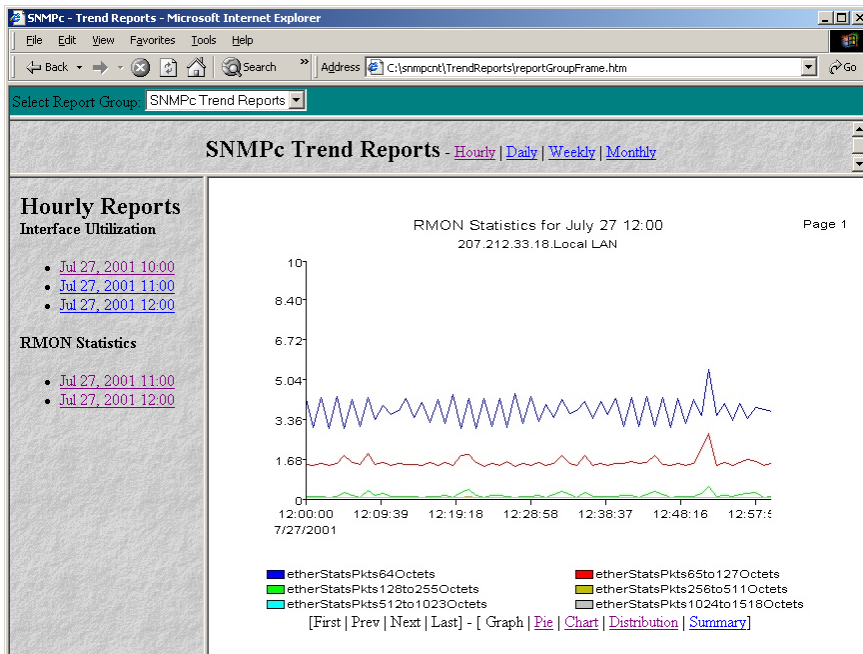 SNMPc - Trend Reports - Microsoft Internet Explorer
File Edit View Favorites Tools Help
Back Search » Address C:\snmpcnt\TrendReports\reportGroupFrame.htm Go
Select Report Group: SNMPc Trend Reports
SNMPc Trend Reports - Hourly | Daily | Weekly | Monthly
Hourly Reports
Interface Ultilization
Jul 27, 2001 10:00
Jul 27, 2001 11:00
Jul 27, 2001 12:00
RMON Statistics
Jul 27, 2001 11:00
Jul 27, 2001 12:00
RMON Statistics for July 27 12:00 Page 1
207.212.33.18.Local LAN
10
8.40
6.72
5.04
3.36
1.68
0
12:00:00 12:09:39 12:19:18 12:28:58 12:38:37 12:48:16 12:57:5
7/27/2001
etherStatsPkts64Octets etherStatsPkts65to127Octets
etherStatsPkts128to255Octets etherStatsPkts256to511Octets
etherStatsPkts512to1023Octets etherStatsPkts1024to1518Octets
[First | Prev | Next | Last] - [ Graph | Pie | Chart | Distribution | Summary]